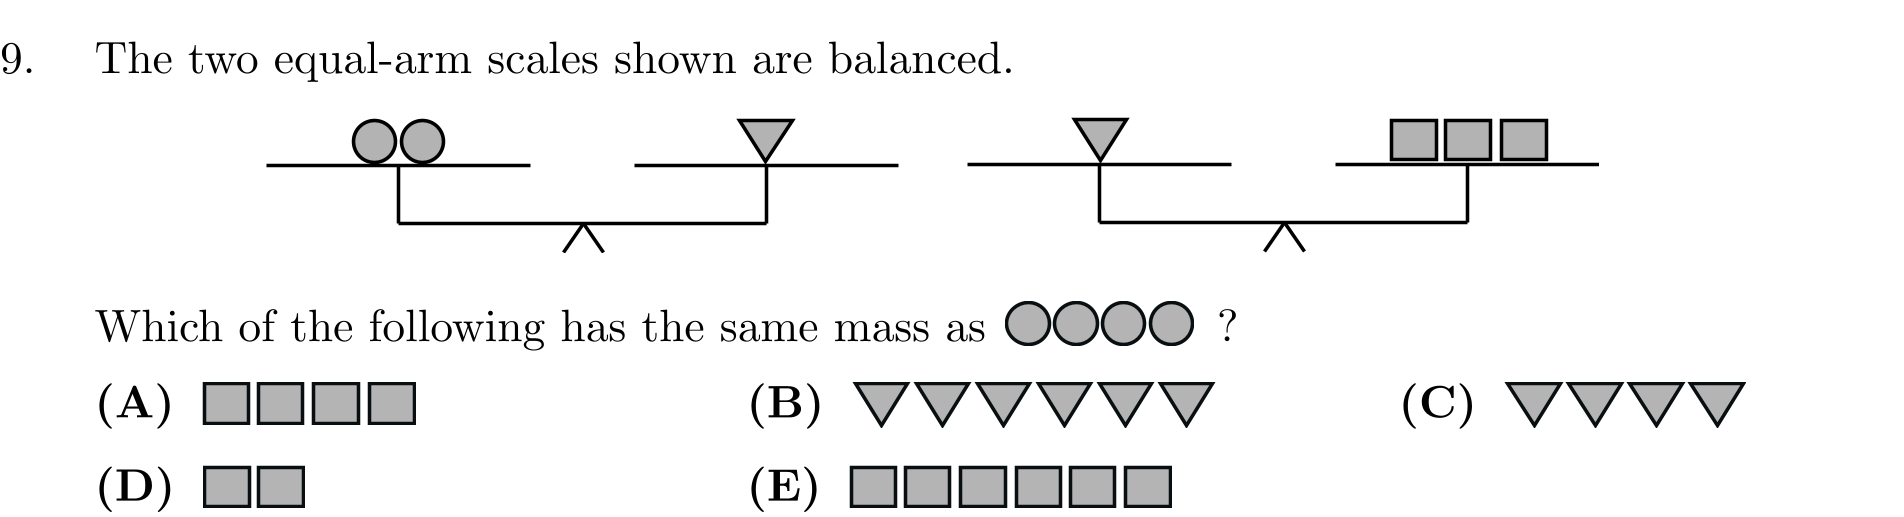 9. The two equal-arm scales shown are balanced.
Which of the following has the same mass as ?
(A) (B) (C)
(D) (E)